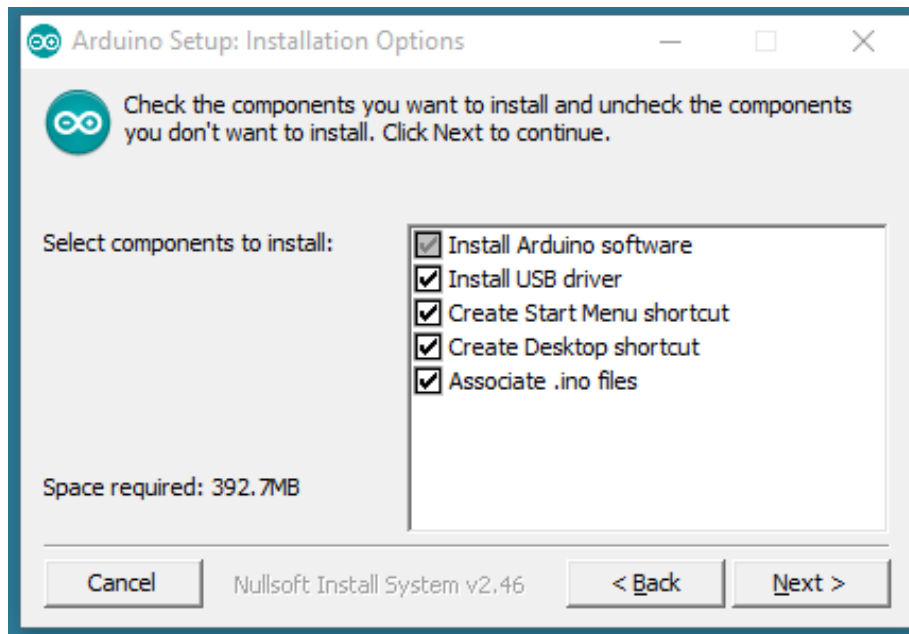 Arduino Setup: Installation Options
Check the components you want to install and uncheck the components
you don't want to install. Click Next to continue.
Select components to install:
Install Arduino software
Install USB driver
Create Start Menu shortcut
Create Desktop shortcut
Associate .ino files
Space required: 392.7MB
Cancel
Nullsoft Install System v2.46
< Back
Next >